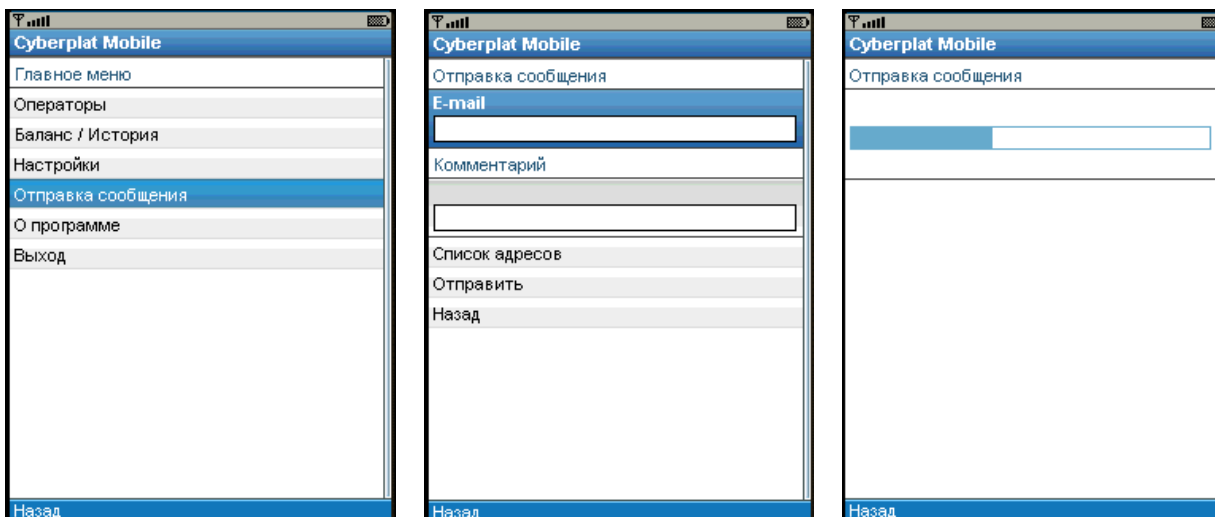 Cyberplat Mobile
Главное меню
Операторы
Баланс / История
Настройки
Отправка сообщения
О программе
Выход
Назад
Cyberplat Mobile
Отправка сообщения
E-mail
Комментарий
Список адресов
Отправить
Назад
Назад
Cyberplat Mobile
Отправка сообщения
Назад